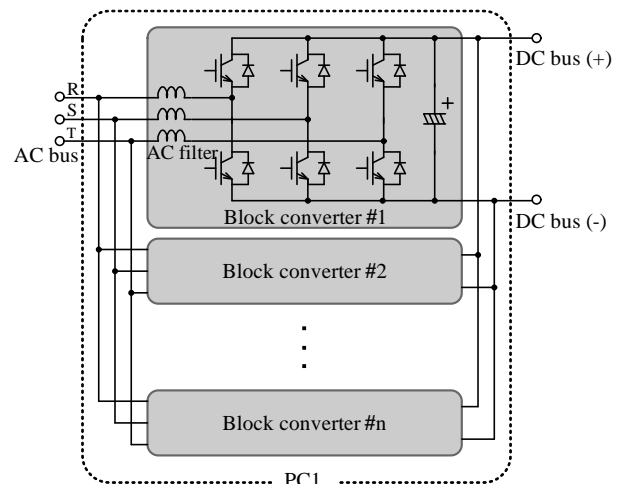 DC bus (+)
R
S
T
AC bus
AC filter
+
Block converter #1
DC bus (-)
Block converter #2
Block converter #n
PC1